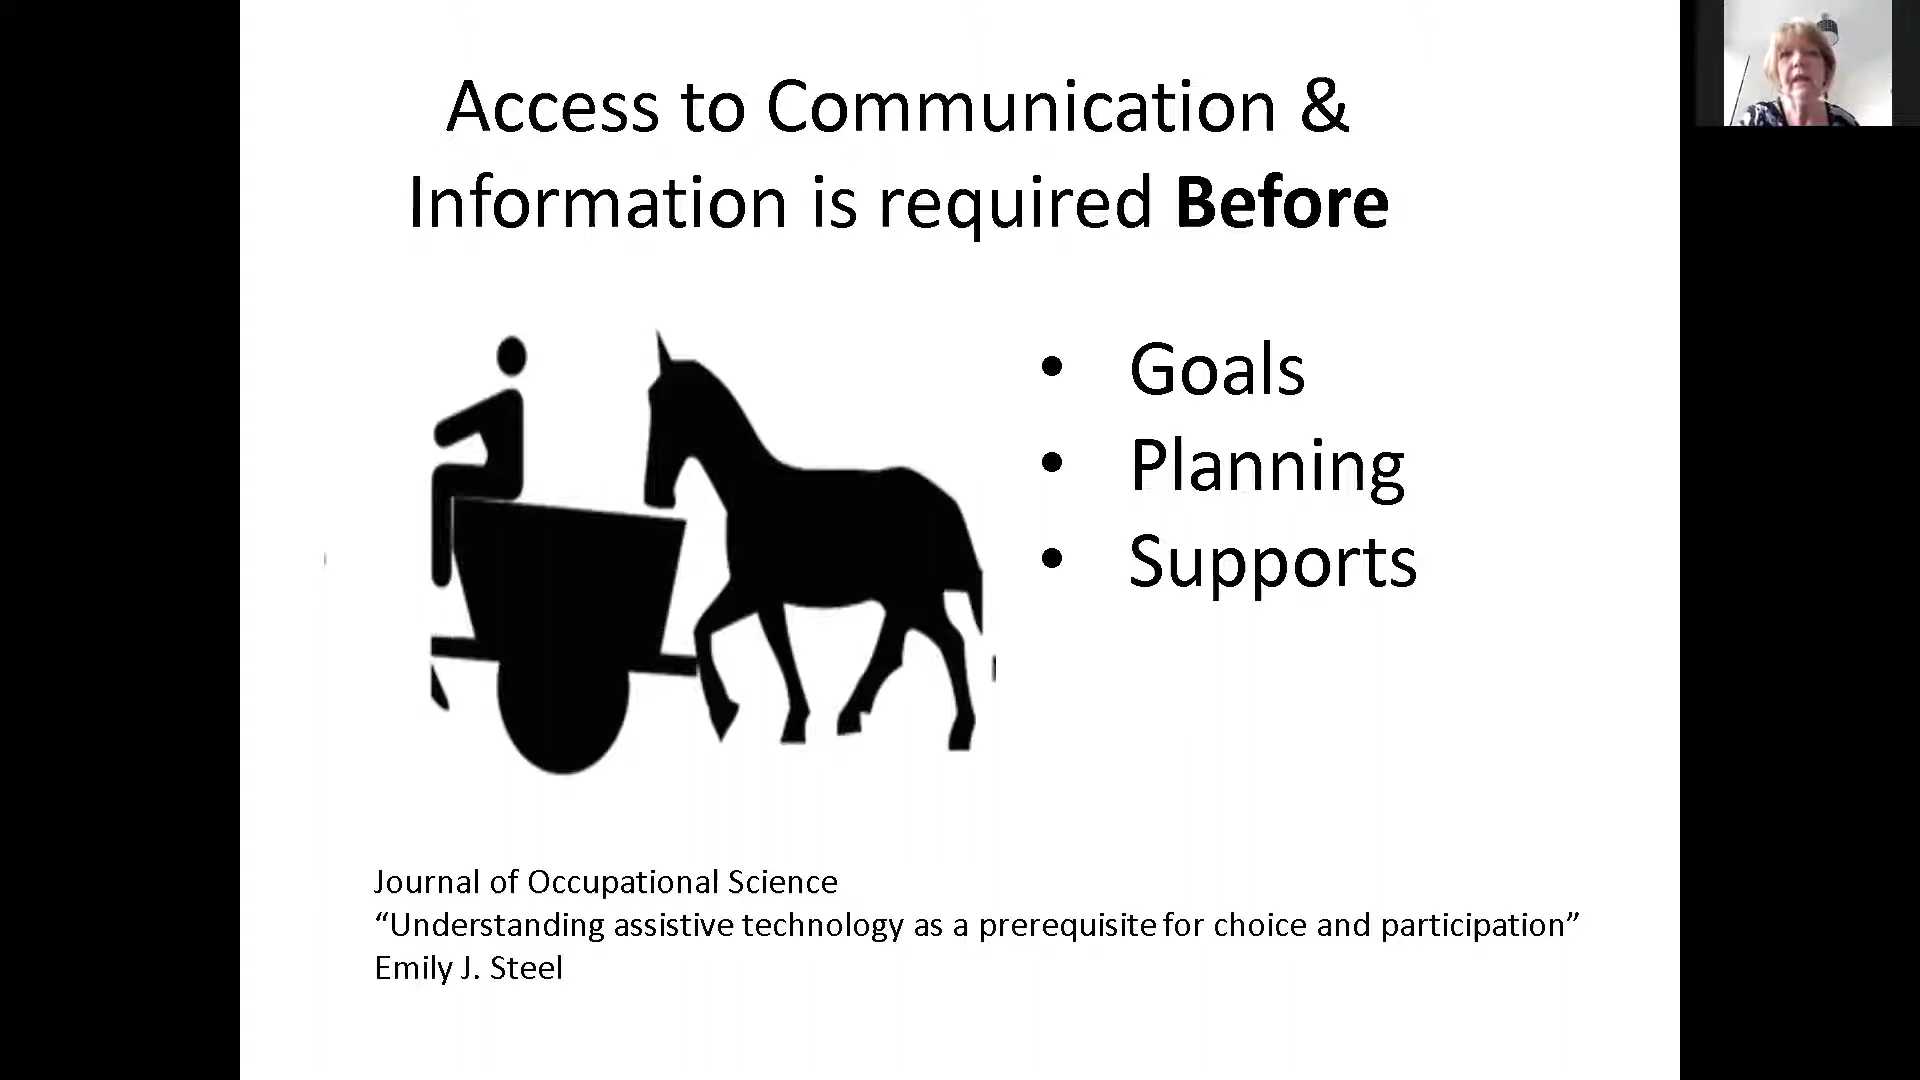 Access to Communication &
Information is required Before
• Goals
• Planning
• Supports
Journal of Occupational Science
“Understanding assistive technology as a prerequisite for choice and participation”
Emily J. Steel